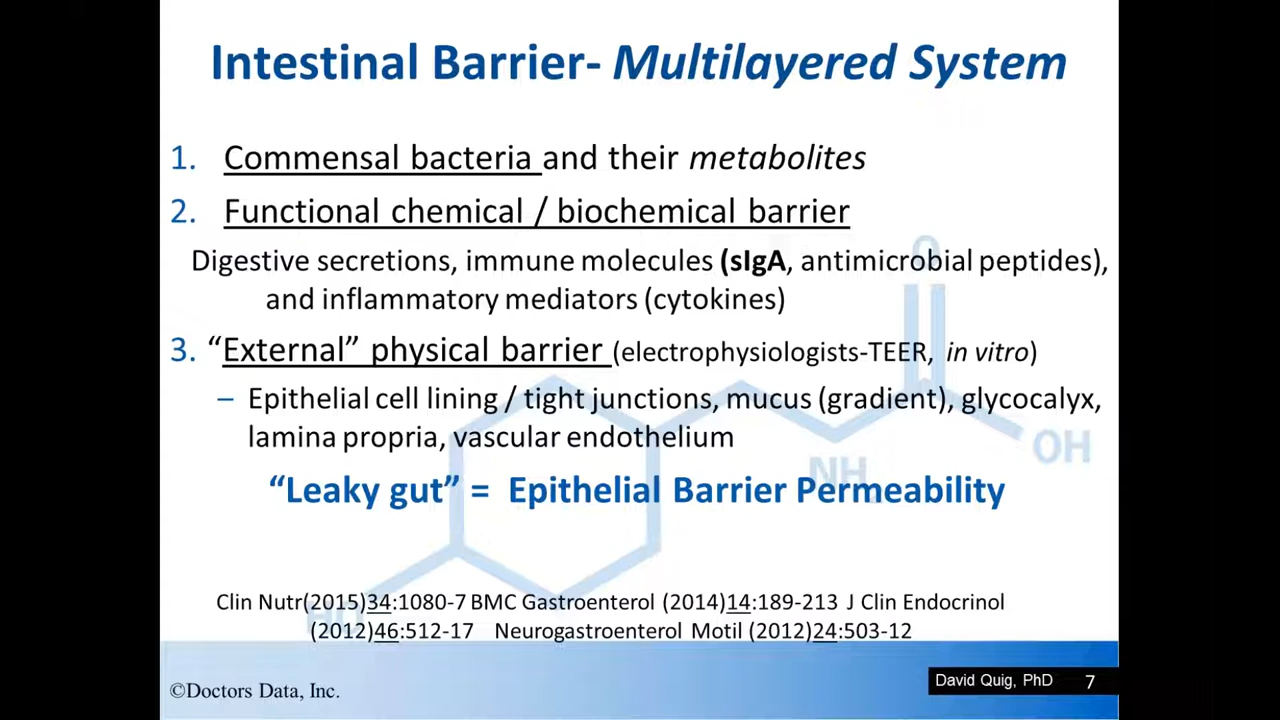 Intestinal Barrier- Multilayered System
1. Commensal bacteria and their metabolites
2. Functional chemical / biochemical barrier
Digestive secretions, immune molecules (sIgA, antimicrobial peptides),
and inflammatory mediators (cytokines)
3. “External” physical barrier (electrophysiologists-TEER, in vitro)
– Epithelial cell lining / tight junctions, mucus (gradient), glycocalyx,
lamina propria, vascular endothelium
O
OH
NH
“Leaky gut” = Epithelial Barrier Permeability
HO
Clin Nutr(2015)34:1080-7 BMC Gastroenterol (2014)14:189-213 J Clin Endocrinol
(2012)46:512-17 Neurogastroenterol Motil (2012)24:503-12
©Doctors Data, Inc.
David Quig, PhD 7